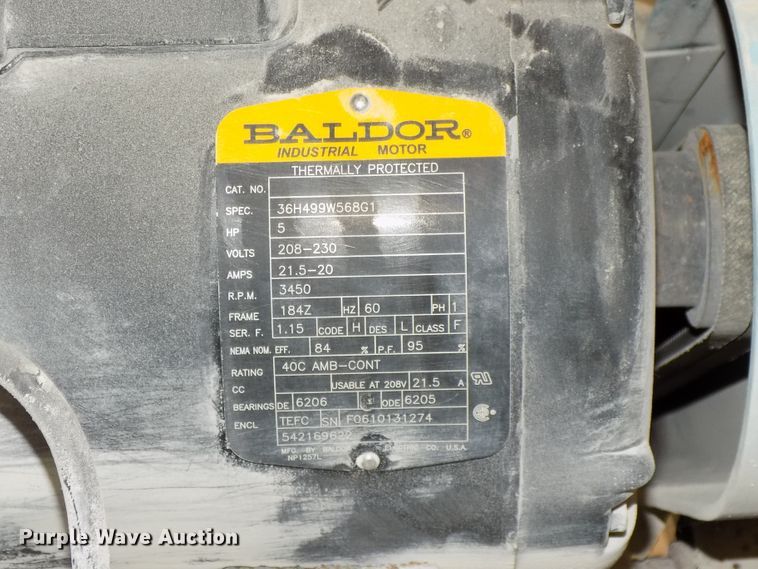 BALDOR®
INDUSTRIAL MOTOR
THERMALLY PROTECTED
CAT. NO.
SPEC. 36H499W568G1
HP 5
VOLTS 208-230
AMPS 21.5-20
R.P.M. 3450
FRAME 184Z HZ 60 PH 1
SER. F. 1.15 CODE H DES L CLASS F
NEMA NOM. EFF. 84 % P.F. 95 %
RATING 40C AMB-CONT
CC USABLE AT 208V 21.5 A
BEARINGS DE 6206 ODE 6205
ENCL TEFC SN F0610131274
MFG. BY ELECTRIC CO. U.S.A.
NP1257L
Purple Wave Auction